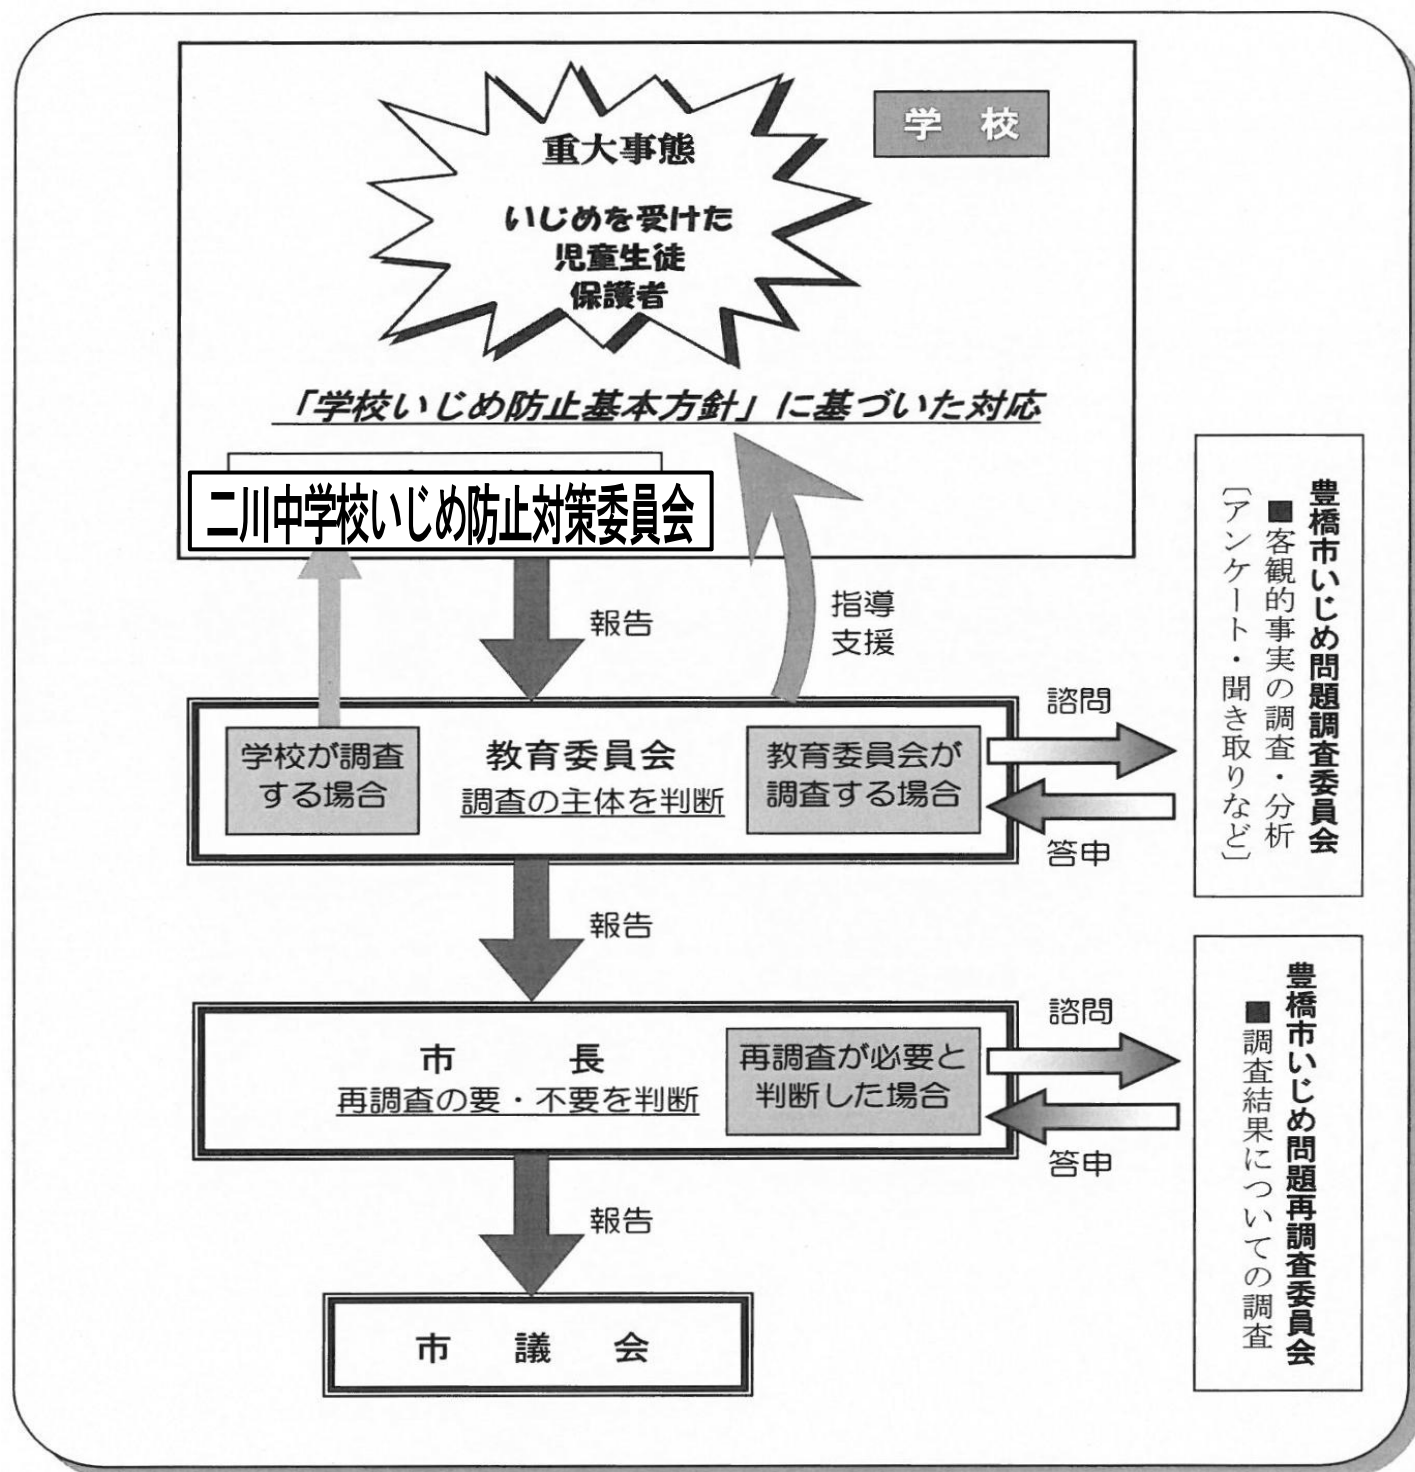 学 校
重大事態
いじめを受けた
児童生徒
保護者
「学校いじめ防止基本方針」に基づいた対応
二川中学校いじめ防止対策委員会
報告
指導
支援
学校が調査
する場合
教育委員会
調査の主体を判断
教育委員会が
調査する場合
諮問
答申
豊橋市いじめ問題調査委員会
■客観的事実の調査・分析
〔アンケート・聞き取りなど〕
報告
市 長
再調査の要・不要を判断
再調査が必要と
判断した場合
諮問
答申
豊橋市いじめ問題再調査委員会
■調査結果についての調査
報告
市 議 会